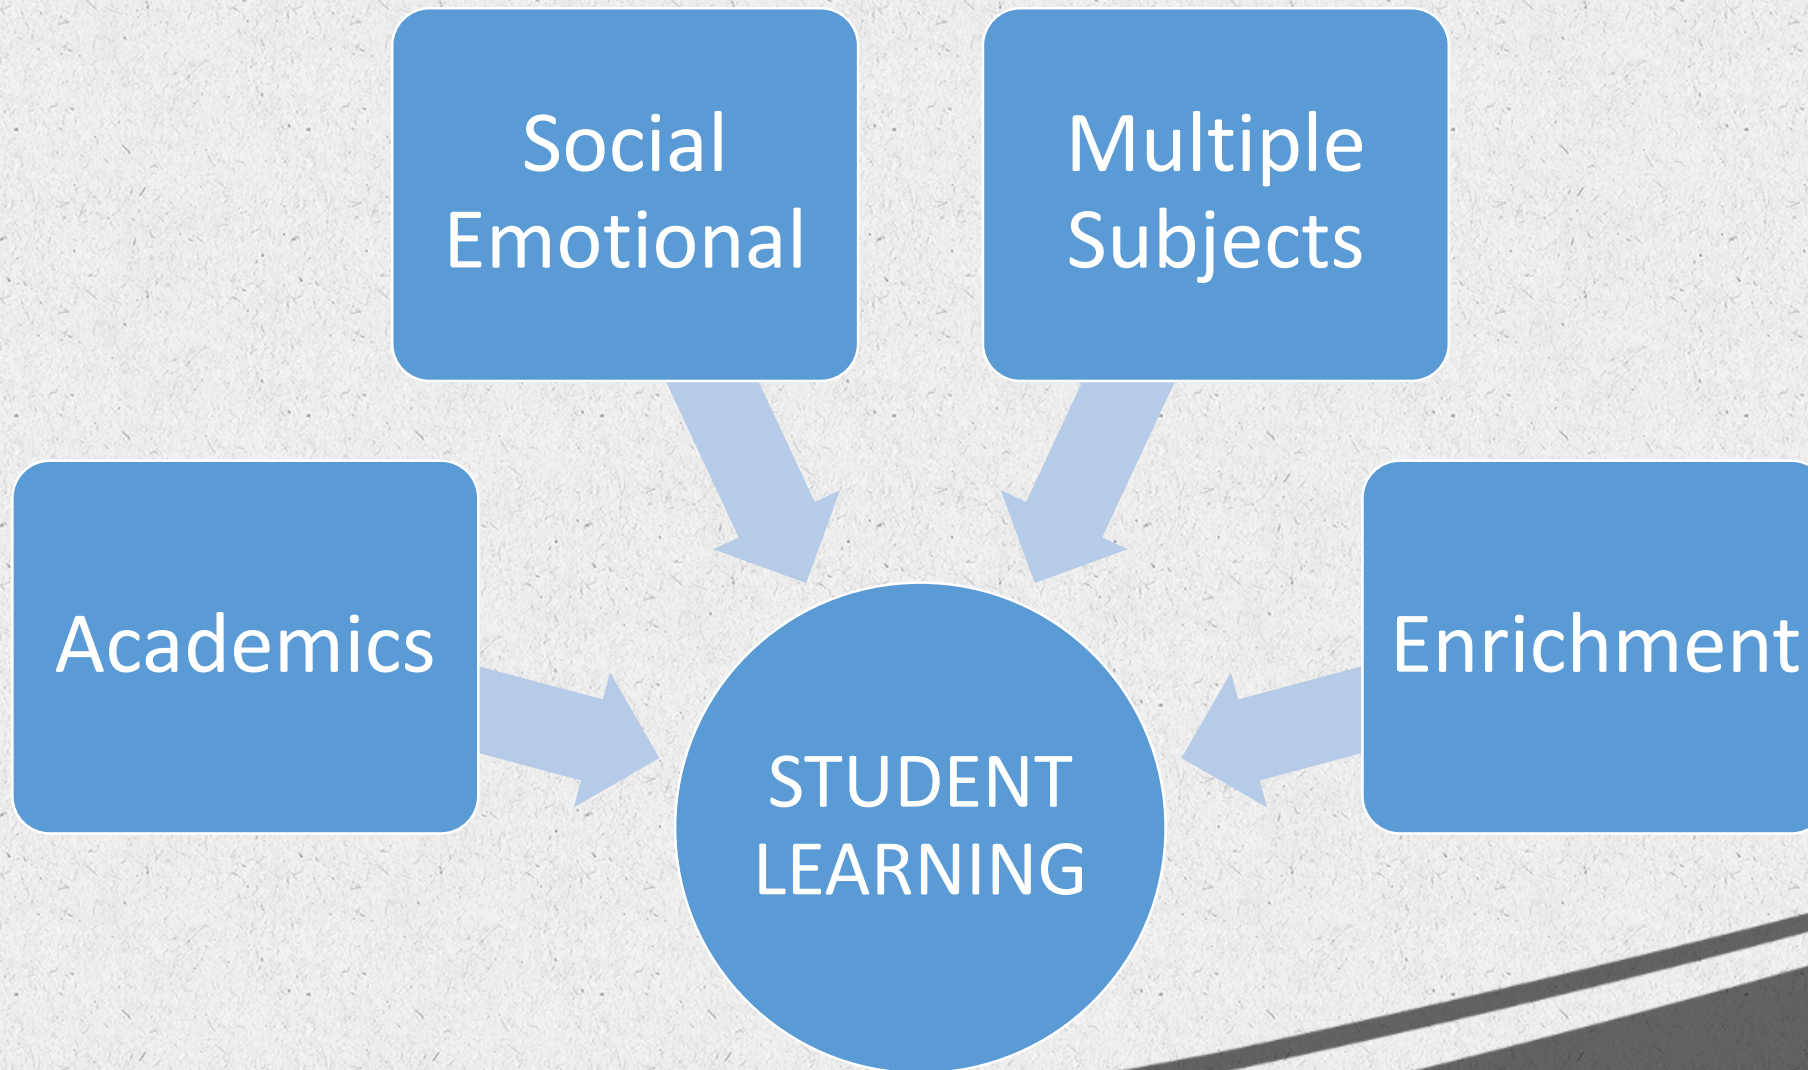 Social
Emotional
Multiple
Subjects
Academics
Enrichment
STUDENT
LEARNING